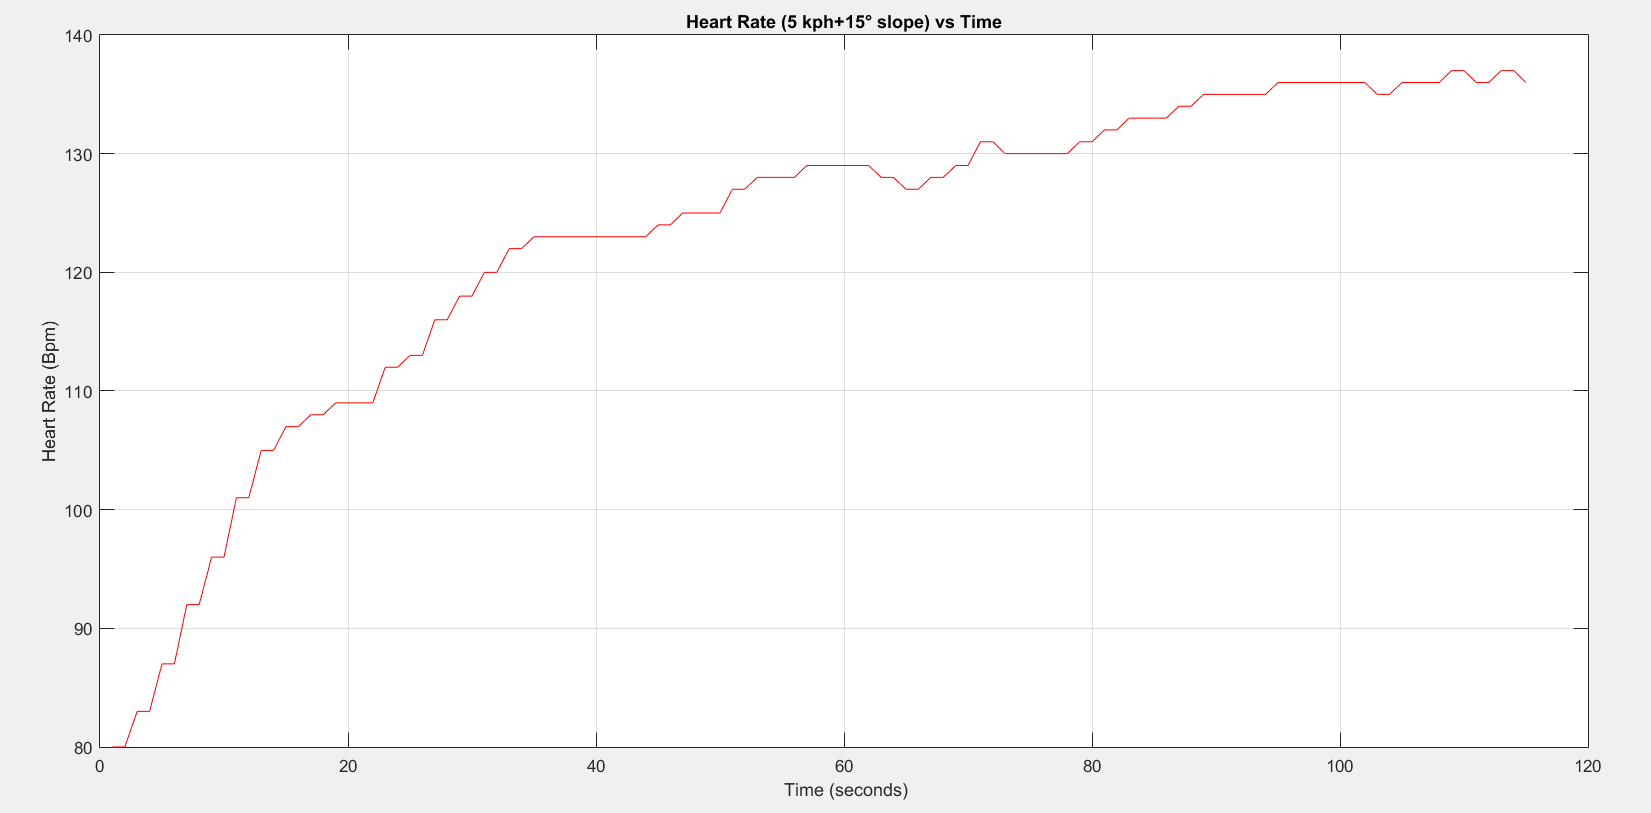 Heart Rate (5 kph+15° slope) vs Time
140
130
120
110
100
90
80
Heart Rate (Bpm)
0 20 40 60 80 100 120
Time (seconds)